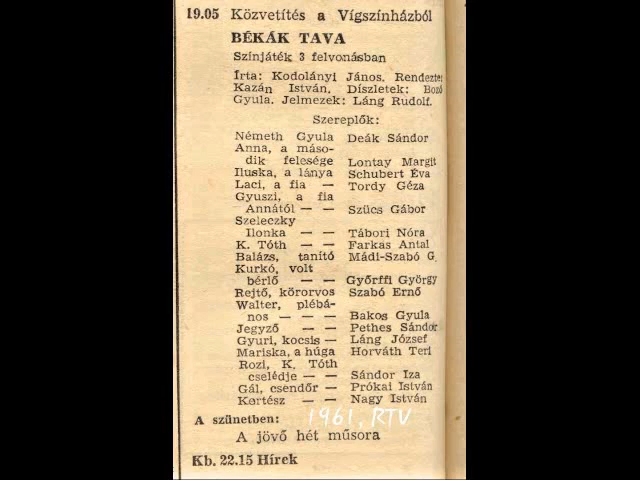 19.05 Közvetítés a Vígszínházból
BÉKÁK TAVA
Színjáték 3 felvonásban
Írta: Kodolányi János. Rendezte:
Kazán István. Díszletek: Bozó
Gyula. Jelmezek: Láng Rudolf.
Szereplők:
Németh Gyula Deák Sándor
Anna, a máso-
dik felesége Lontay Margit
Iluska, a lánya Schubert Éva
Laci, a fia — Tordy Géza
Gyuszi, a fia
Annától — — Szücs Gábor
Szeleczky
Ilonka — — Tábori Nóra
K. Tóth — — Farkas Antal
Balázs, tanító Mádi-Szabó G.
Kurkó, volt
bérlő — — Győrffi György
Rejtő, körorvos Szabó Ernő
Walter, plébá-
nos — — — Bakos Gyula
Jegyző — — Pethes Sándor
Gyuri, kocsis — Láng József
Mariska, a húga Horváth Teri
Rozi, K. Tóth
cselédje — — Sándor Iza
Gál, csendőr — Prókai István
Kertész — — Nagy István
A szünetben: 1961, RTV
A jövő hét műsora
Kb. 22.15 Hírek